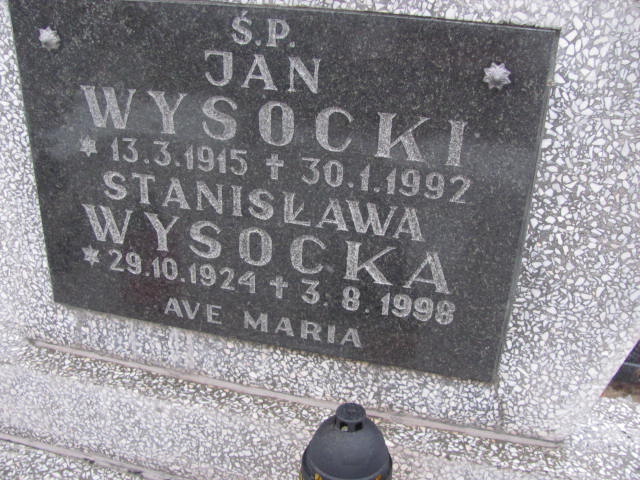 Ś.P.
JAN
WYSOCKI
* 13.3.1915 † 30.1.1992
STANISŁAWA
WYSOCKA
* 29.10.1924 † 3.8.1998
AVE MARIA